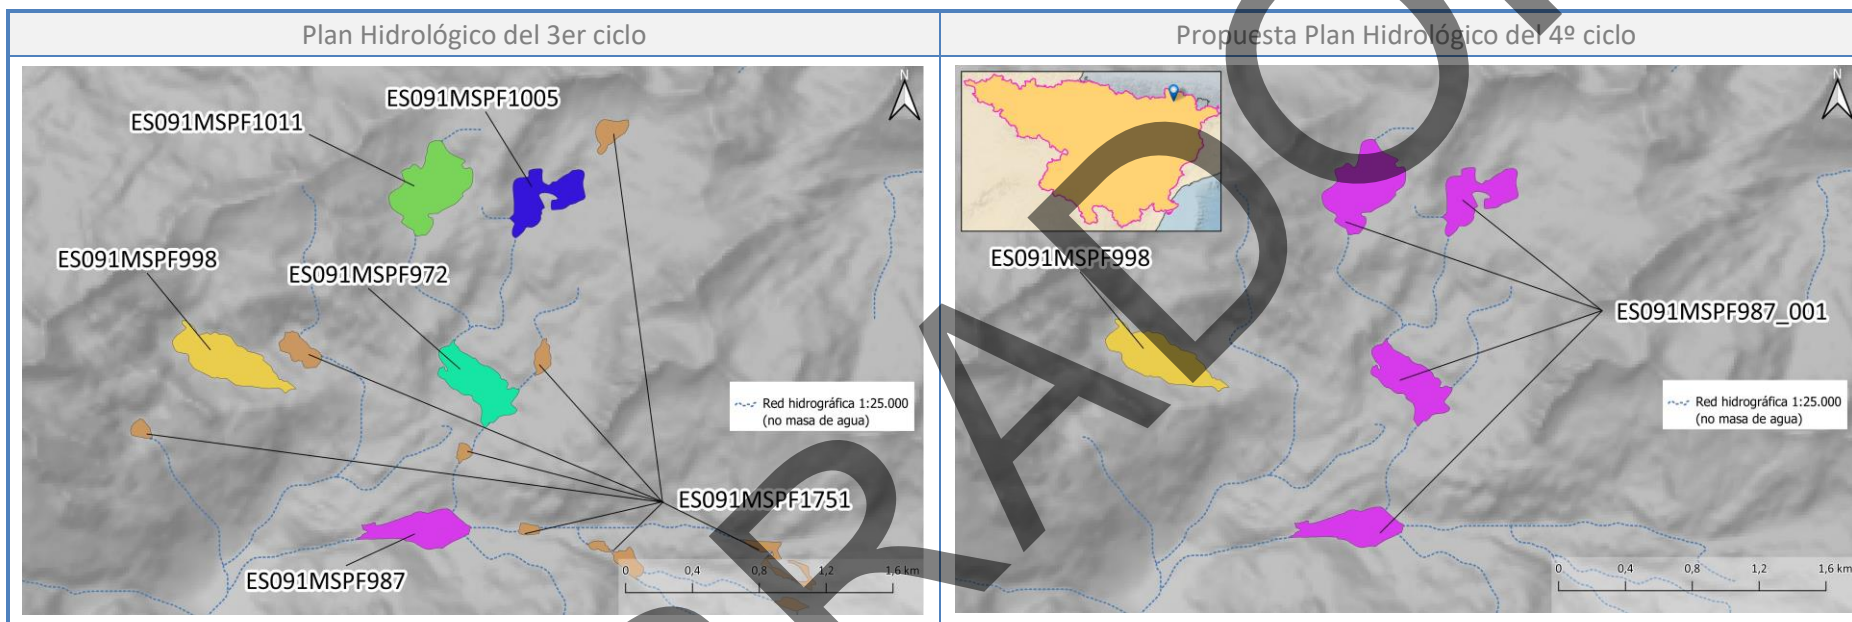 Plan Hidrológico del 3er ciclo
Propuesta Plan Hidrológico del 4º ciclo
N
ES091MSPF1005
ES091MSPF1011
ES091MSPF998
ES091MSPF972
Red hidrográfica 1:25.000
(no masa de agua)
ES091MSPF1751
ES091MSPF987
0 0,4 0,8 1,2 1,6 km
N
ES091MSPF998
ES091MSPF987_001
Red hidrográfica 1:25.000
(no masa de agua)
0 0,4 0,8 1,2 1,6 km
RADO